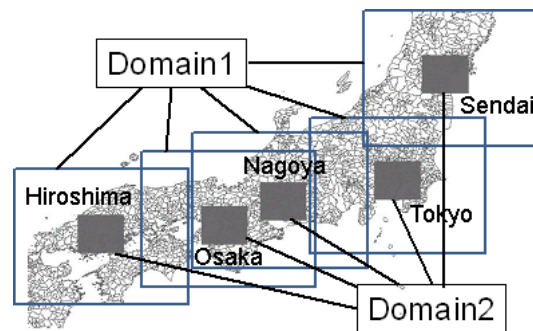 Domain1
Sendai
Nagoya
Hiroshima
Tokyo
Osaka
Domain2